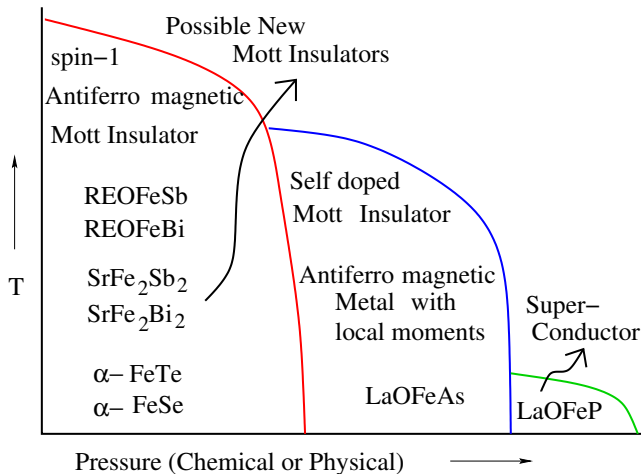 Possible New
Mott Insulators
spin−1
Antiferro magnetic
Mott Insulator
REOFeSb
REOFeBi
SrFe2Sb2
SrFe2Bi2
α− FeTe
α− FeSe
Self doped
Mott Insulator
Antiferro magnetic
Metal with
local moments
LaOFeAs
Super−
Conductor
LaOFeP
T
Pressure (Chemical or Physical)